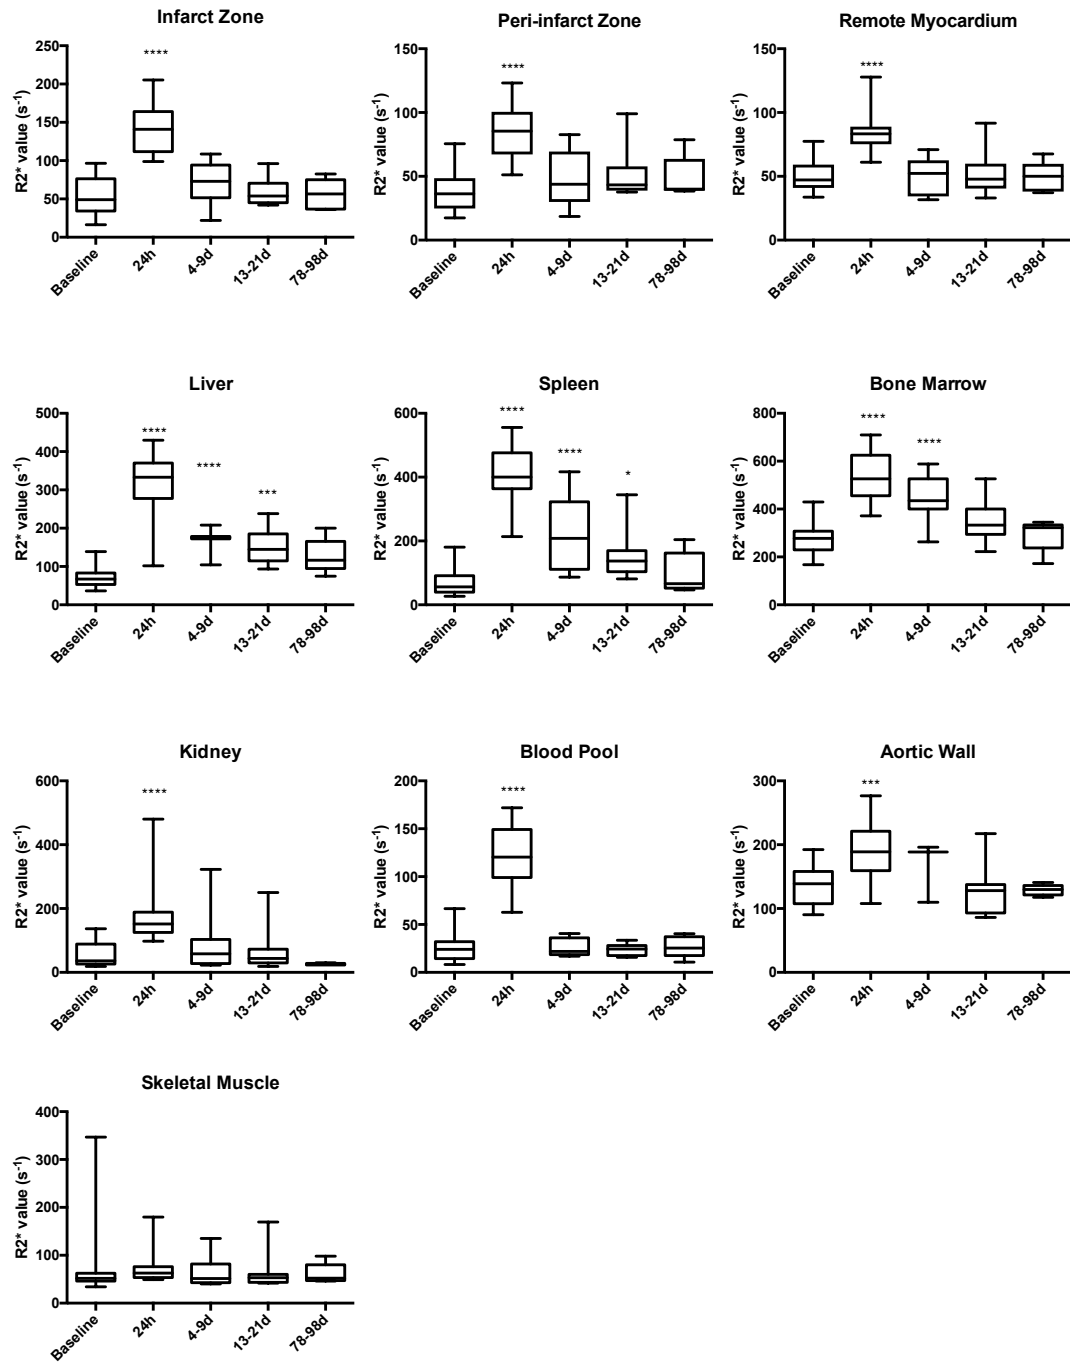 Infarct Zone
R2* value (s-1)
250
200
150
100
50
0
****
Baseline
24h
4-9d
13-21d
78-98d
Peri-infarct Zone
R2* value (s-1)
150
100
50
0
****
Baseline
24h
4-9d
13-21d
78-98d
Remote Myocardium
R2* value (s-1)
150
100
50
0
****
Baseline
24h
4-9d
13-21d
78-98d
Liver
R2* value (s-1)
500
400
300
200
100
0
****
****
***
Baseline
24h
4-9d
13-21d
78-98d
Spleen
R2* value (s-1)
600
400
200
0
****
****
*
Baseline
24h
4-9d
13-21d
78-98d
Bone Marrow
R2* value (s-1)
800
600
400
200
0
****
****
Baseline
24h
4-9d
13-21d
78-98d
Kidney
R2* value (s-1)
600
400
200
0
****
Baseline
24h
4-9d
13-21d
78-98d
Blood Pool
R2* value (s-1)
200
150
100
50
0
****
Baseline
24h
4-9d
13-21d
78-98d
Aortic Wall
R2* value (s-1)
300
200
100
0
***
Baseline
24h
4-9d
13-21d
78-98d
Skeletal Muscle
R2* value (s-1)
400
300
200
100
0
Baseline
24h
4-9d
13-21d
78-98d